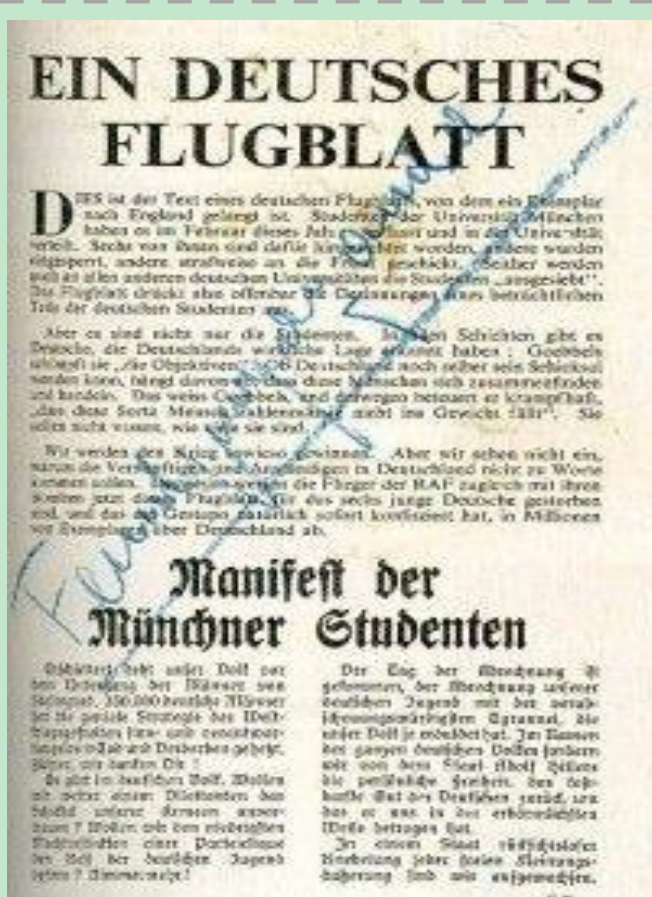 EIN DEUTSCHES
FLUGBLATT
DIES ist der Text eines deutschen Flugblatts, von dem ein Exemplar
nach England gelangt ist. Studenten der Universität München
haben es im Februar dieses Jahres verfasst und in der Universität
verteilt. Sechs von ihnen sind dafür hingerichtet worden, andere wurden
eingesperrt, andere strafweise an die Front geschickt. Seither werden
auch an allen anderen deutschen Universitäten die Studenten „ausgesiebt".
Das Flugblatt drückt also offenbar die Gesinnungen eines beträchtlichen
Teils der deutschen Studenten aus.
Aber es sind nicht nur die Studenten. In allen Schichten gibt es
Deutsche, die Deutschlands wirkliche Lage erkannt haben ; Goebbels
schimpft sie „die Objektiven". Ob Deutschland noch selber sein Schicksal
wenden kann, hängt davon ab, dass diese Menschen sich zusammenfinden
und handeln. Das weiss Goebbels, und deswegen beteuert er krampfhaft,
„dass diese Sorte Mensch zahlenmässig nicht ins Gewicht fällt". Sie
sollen nicht wissen, wie viele sie sind.
Wir werden den Krieg sowieso gewinnen. Aber wir sehen nicht ein,
warum die Vernünftigen und Anständigen in Deutschland nicht zu Worte
kommen sollen. werfen die Flieger der RAF zugleich mit ihren
Bomben jetzt dieses Flugblatt, für das sechs junge Deutsche gestorben
sind, und das die Gestapo natürlich sofort konfisziert hat, in Millionen
von Exemplaren über Deutschland ab.
Manifest der
Münchner Studenten
Erschüttert steht unser Volk vor
dem Untergang der Männer von
Stalingrad. 330.000 deutsche Männer
hat die geniale Strategie des Welt-
kriegsgefreiten sinn- und verantwor-
tungslos in Tod und Verderben gehetzt.
Führer, wir danken Dir !
Es gärt im deutschen Volk. Wollen
wir weiter einem Dilettanten das
Schicksal unserer Armeen anver-
trauen ? Wollen wir den niedrigsten
Machtinstinkten einer Parteiclique
den Rest der deutschen Jugend
opfern ? Nimmermehr !
Der Tag der Abrechnung ist
gekommen, der Abrechnung unserer
deutschen Jugend mit der verab-
scheuungswürdigsten Tyrannei, die
unser Volk je erduldet hat. Im Namen
des ganzen deutschen Volkes fordern
wir von dem Staat Adolf Hitlers
die persönliche Freiheit, das kost-
barste Gut des Deutschen zurück, um
das er uns in der erbärmlichsten
Weise betrogen hat.
In einem Staat rücksichtsloser
Knebelung jeder freien Meinungs-
äusserung sind wir aufgewachsen.